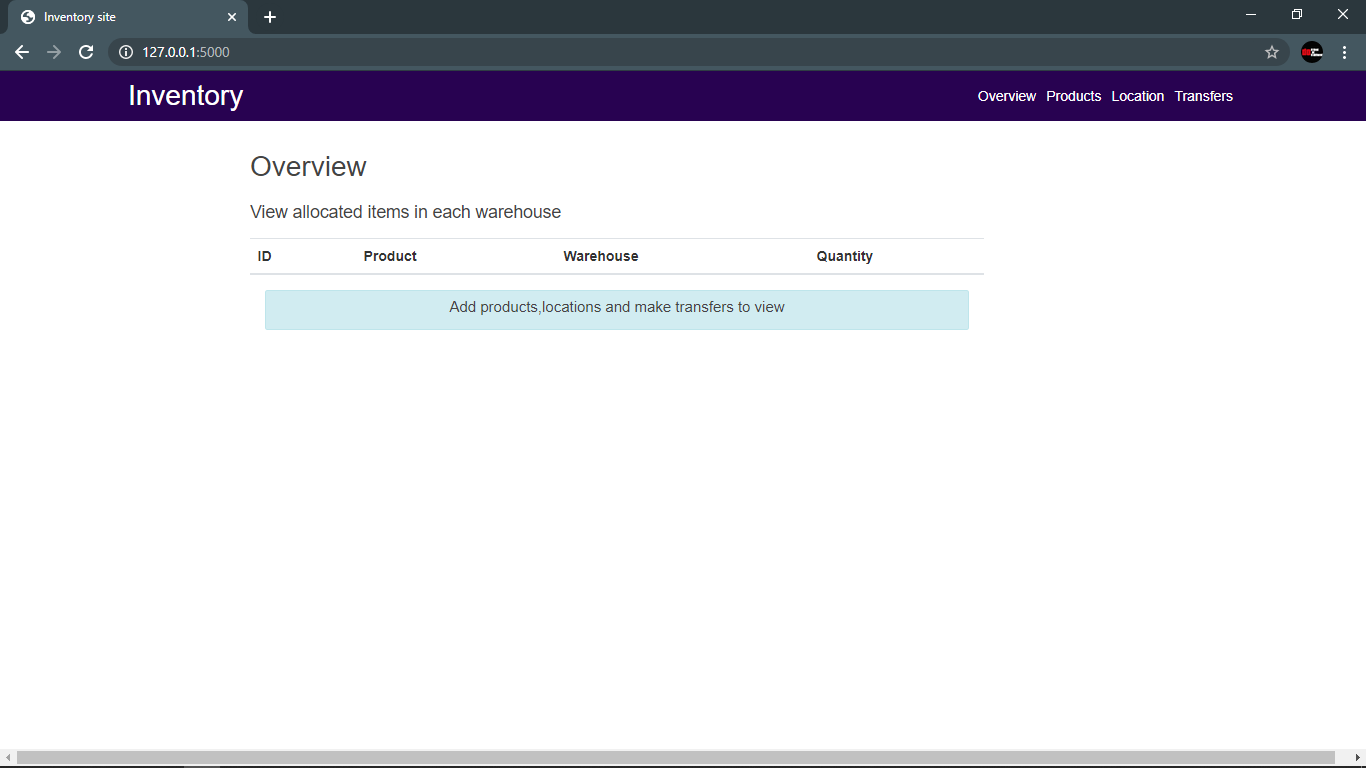 Inventory site
127.0.0.1:5000
Inventory
Overview Products Location Transfers
Overview
View allocated items in each warehouse
ID Product Warehouse Quantity
Add products,locations and make transfers to view